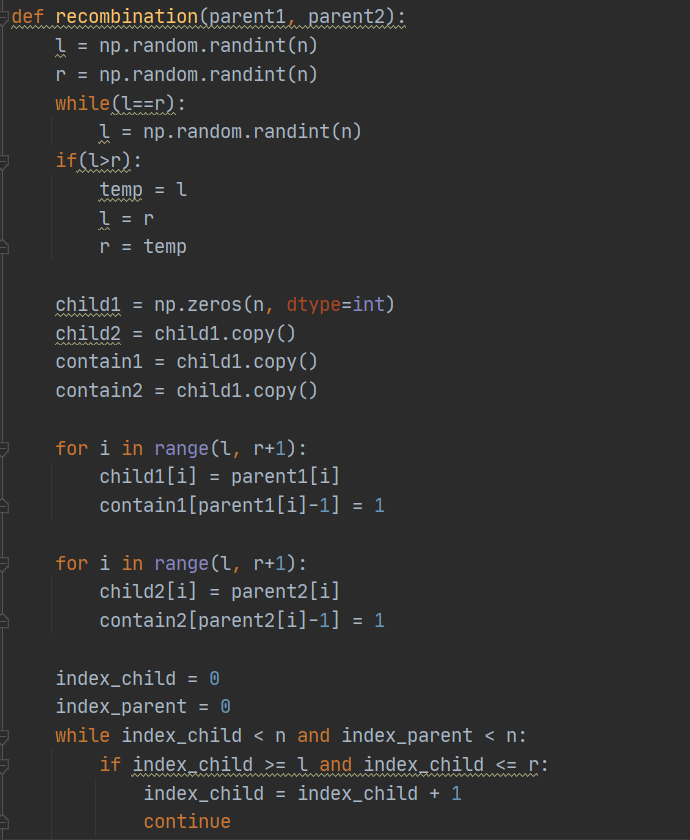 def recombination(parent1, parent2):
    l = np.random.randint(n)
    r = np.random.randint(n)
    while(l==r):
        l = np.random.randint(n)
    if(l>r):
        temp = l
        l = r
        r = temp

    child1 = np.zeros(n, dtype=int)
    child2 = child1.copy()
    contain1 = child1.copy()
    contain2 = child1.copy()

    for i in range(l, r+1):
        child1[i] = parent1[i]
        contain1[parent1[i]-1] = 1

    for i in range(l, r+1):
        child2[i] = parent2[i]
        contain2[parent2[i]-1] = 1

    index_child = 0
    index_parent = 0
    while index_child < n and index_parent < n:
        if index_child >= l and index_child <= r:
            index_child = index_child + 1
            continue